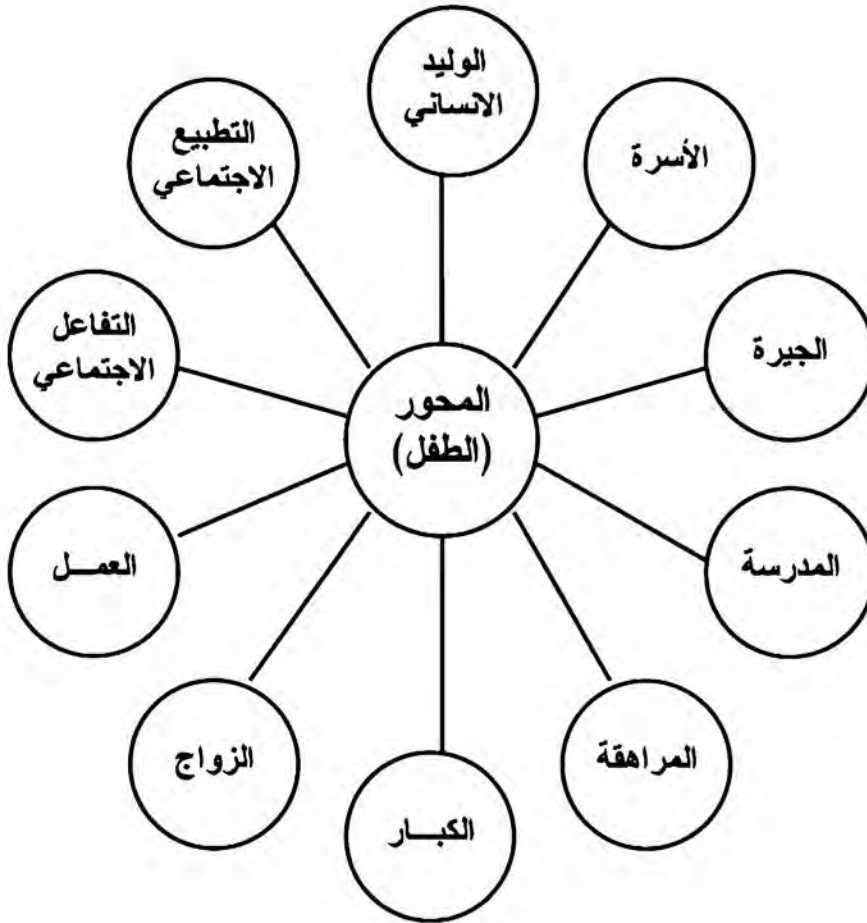 الوليد
الانساني
الأسرة
الجيرة
المدرسة
المراهقة
الكبـــار
الزواج
العمـــل
التفاعل
الاجتماعي
التطبيع
الاجتماعي
المحور
(الطفل)